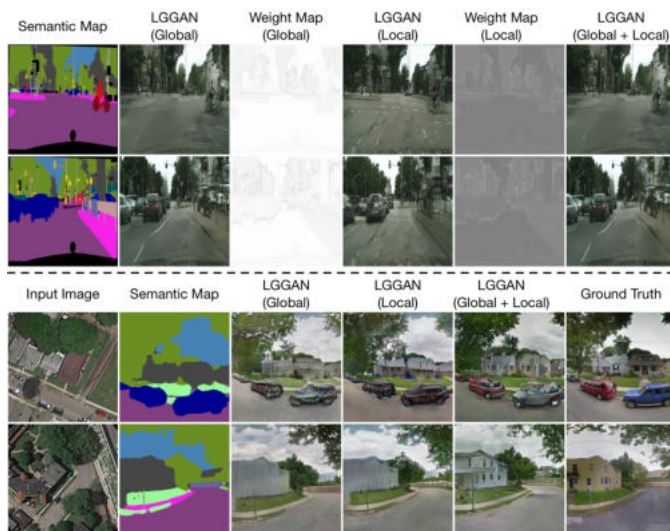 Semantic Map LGGAN Weight Map LGGAN Weight Map LGGAN
(Global) (Global) (Local) (Local) (Global + Local)
Input Image Semantic Map LGGAN LGGAN LGGAN Ground Truth
(Global) (Local) (Global + Local)